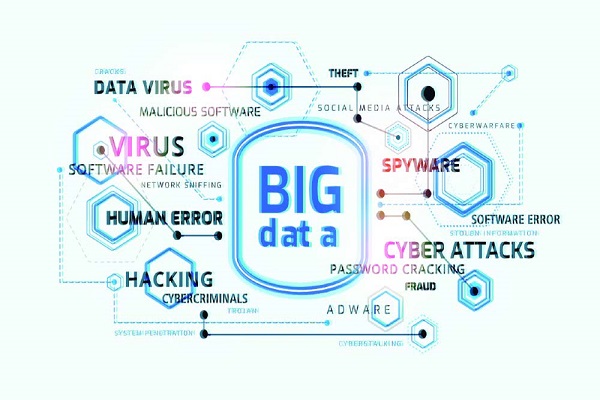 CRACKS
DATA VIRUS
THEFT
MALICIOUS SOFTWARE
SOCIAL MEDIA ATTACKS
CYBERWARFARE
VIRUS
SOFTWARE FAILURE
SPYWARE
NETWORK SNIFFING
BIG
data
HUMAN ERROR
SOFTWARE ERROR
STOLEN INFORMATION
CYBER ATTACKS
PASSWORD CRACKING
HACKING
FRAUD
CYBERCRIMINALS
TROJAN
ADWARE
SYSTEM PENETRATION
CYBERSTALKING